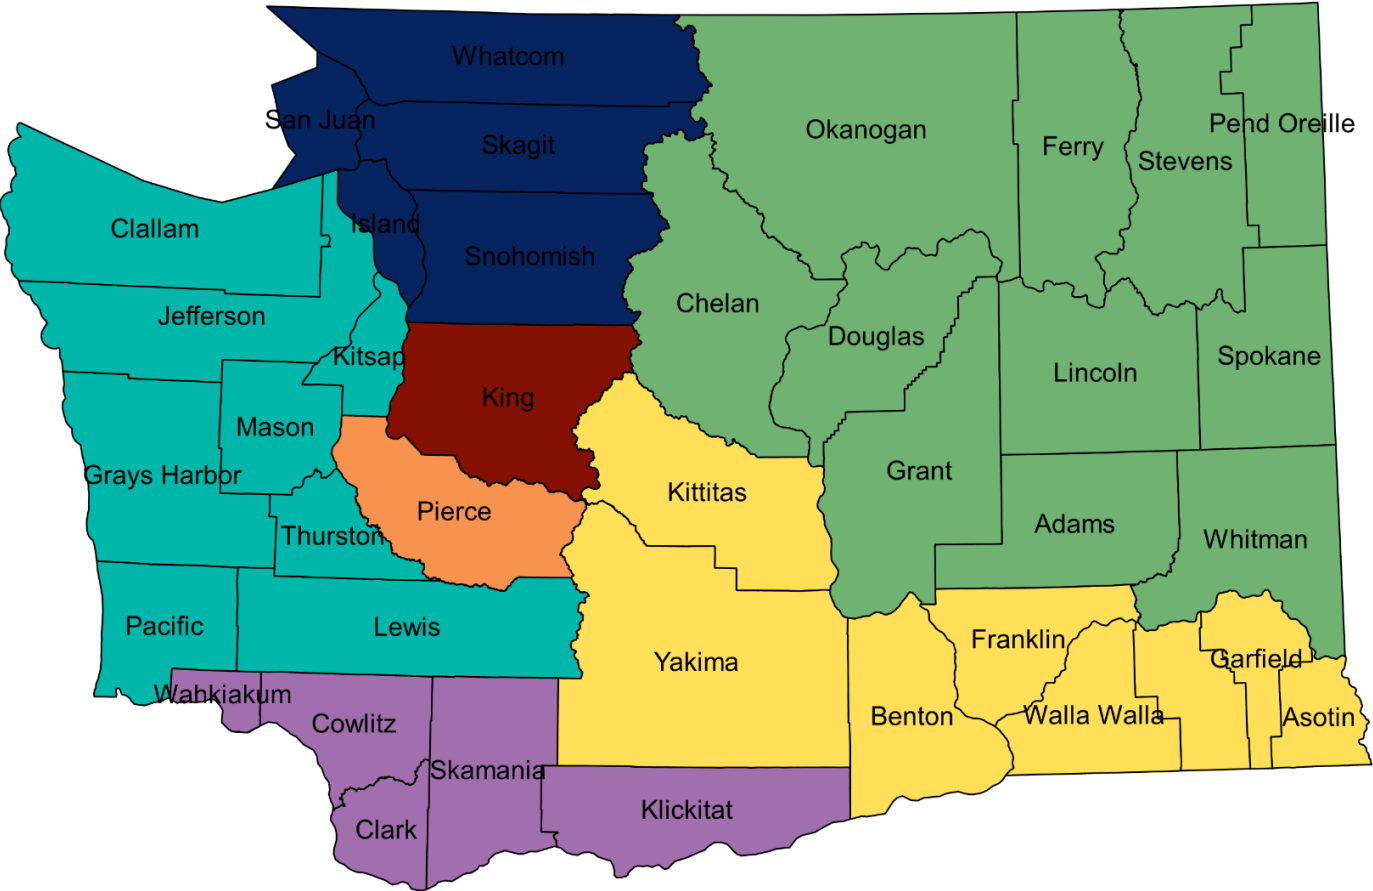 Whatcom
San Juan
Skagit
Okanogan
Pend Oreille
Ferry
Stevens
Clallam
Island
Snohomish
Chelan
Jefferson
Douglas
Kitsap
Spokane
Lincoln
King
Mason
Grays Harbor
Grant
Kittitas
Pierce
Adams
Thurston
Whitman
Pacific
Lewis
Franklin
Yakima
Garfield
Wahkiakum
Cowlitz
Benton
Walla Walla
Asotin
Skamania
Klickitat
Clark